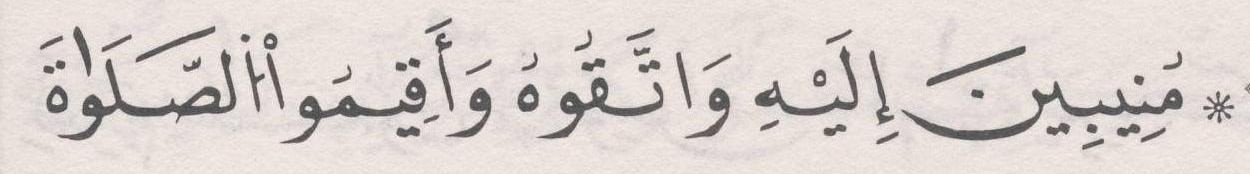 * مُنِيبِينَ إِلَيْهِ وَاتَّقُوهُ وَأَقِيمُواْ الصَّلَوٰةَ